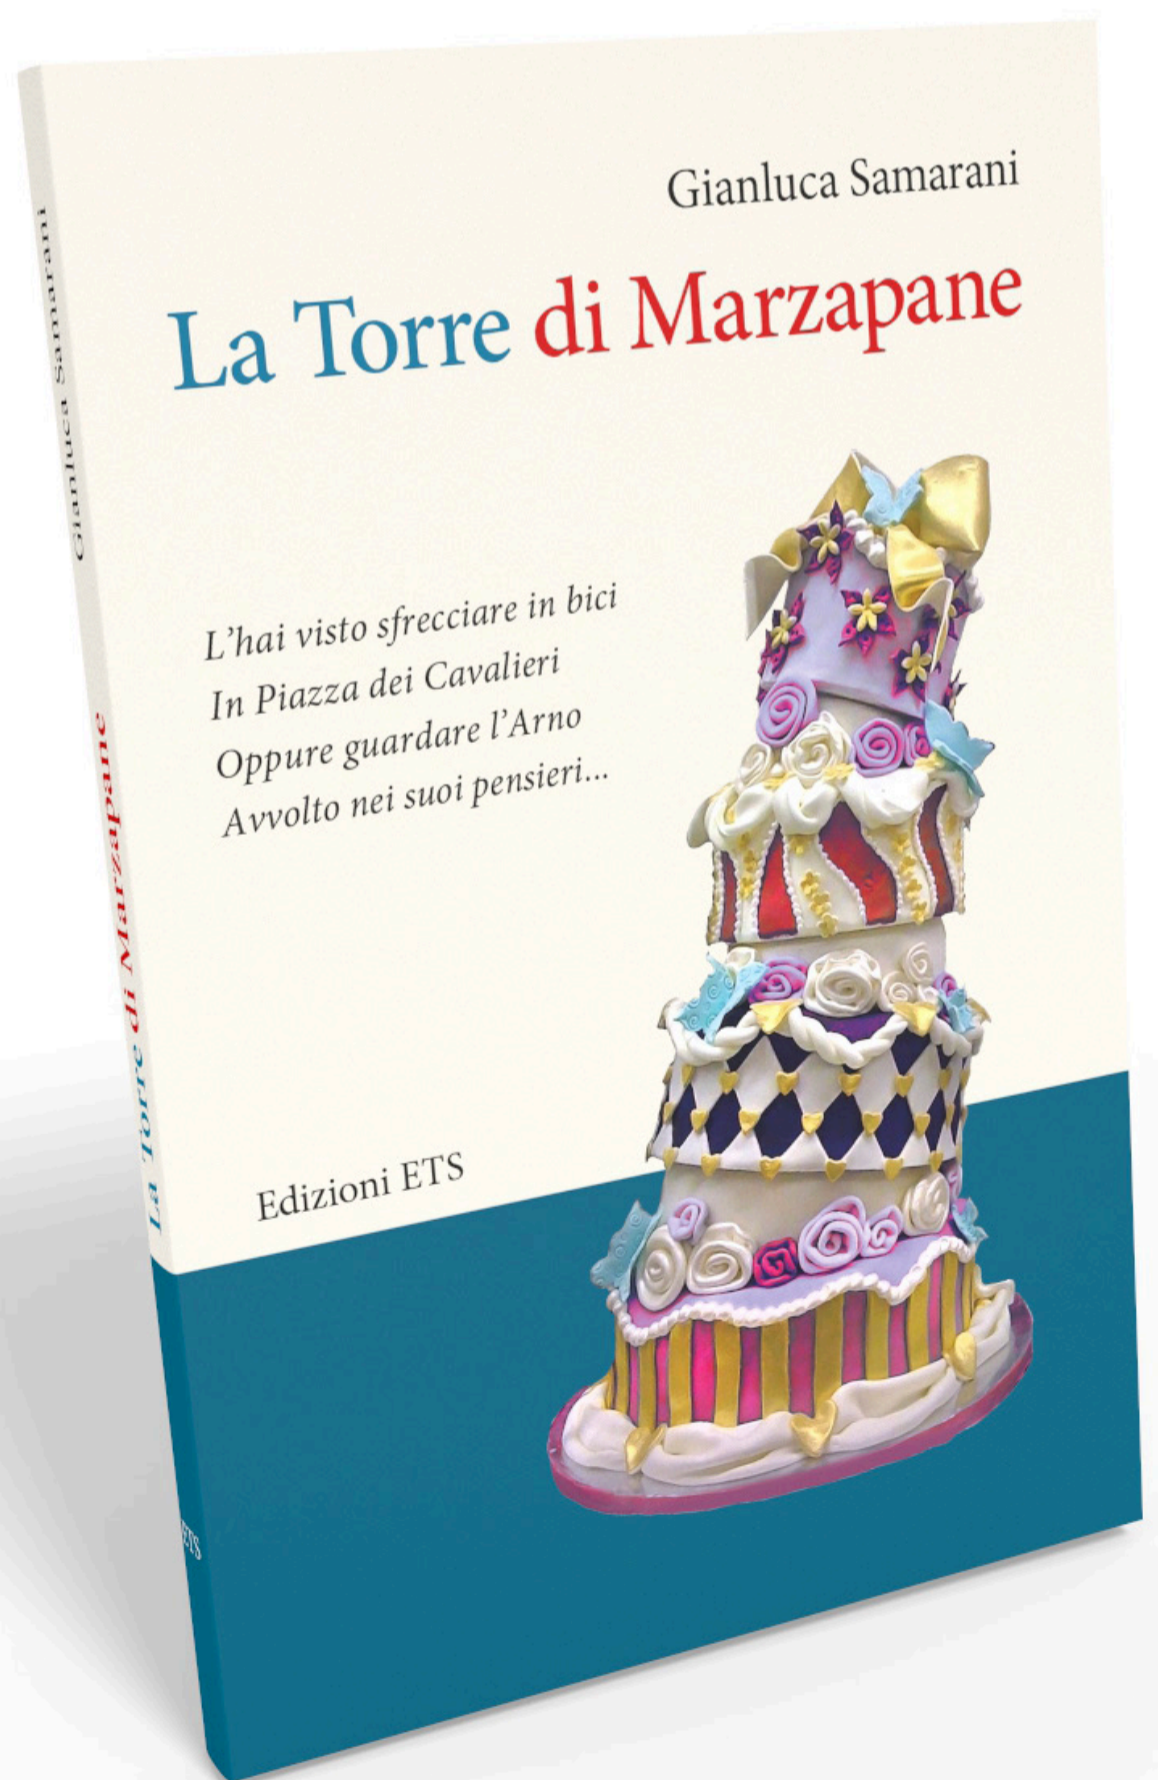 Gianluca Samarani
La Torre di Marzapane
L'hai visto sfrecciare in bici
In Piazza dei Cavalieri
Oppure guardare l'Arno
Avvolto nei suoi pensieri...
Edizioni ETS
Gianluca Samarani
La Torre di Marzapane
ETS